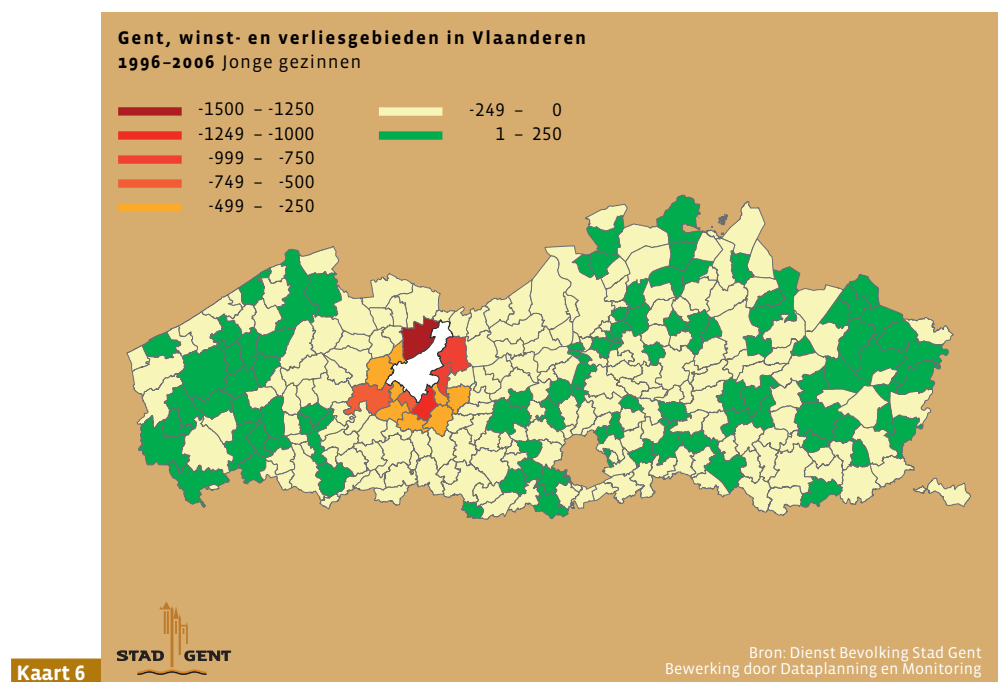 Gent, winst- en verliesgebieden in Vlaanderen
1996–2006 Jonge gezinnen
-1500 – -1250
-1249 – -1000
-999 – -750
-749 – -500
-499 – -250
-249 – 0
1 – 250
STAD GENT
Bron: Dienst Bevolking Stad Gent
Bewerking door Dataplanning en Monitoring
Kaart 6